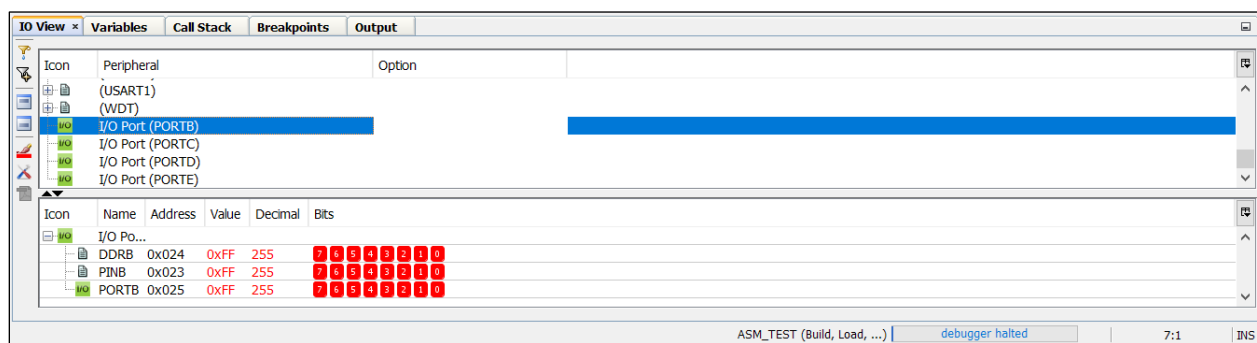 IO View × Variables Call Stack Breakpoints Output
Icon Peripheral Option
(USART1)
(WDT)
I/O I/O Port (PORTB)
I/O I/O Port (PORTC)
I/O I/O Port (PORTD)
I/O I/O Port (PORTE)
Icon Name Address Value Decimal Bits
I/O I/O Po...
DDRB 0x024 0xFF 255 7 6 5 4 3 2 1 0
PINB 0x023 0xFF 255 7 6 5 4 3 2 1 0
I/O PORTB 0x025 0xFF 255 7 6 5 4 3 2 1 0
ASM_TEST (Build, Load, ...) debugger halted 7:1 INS